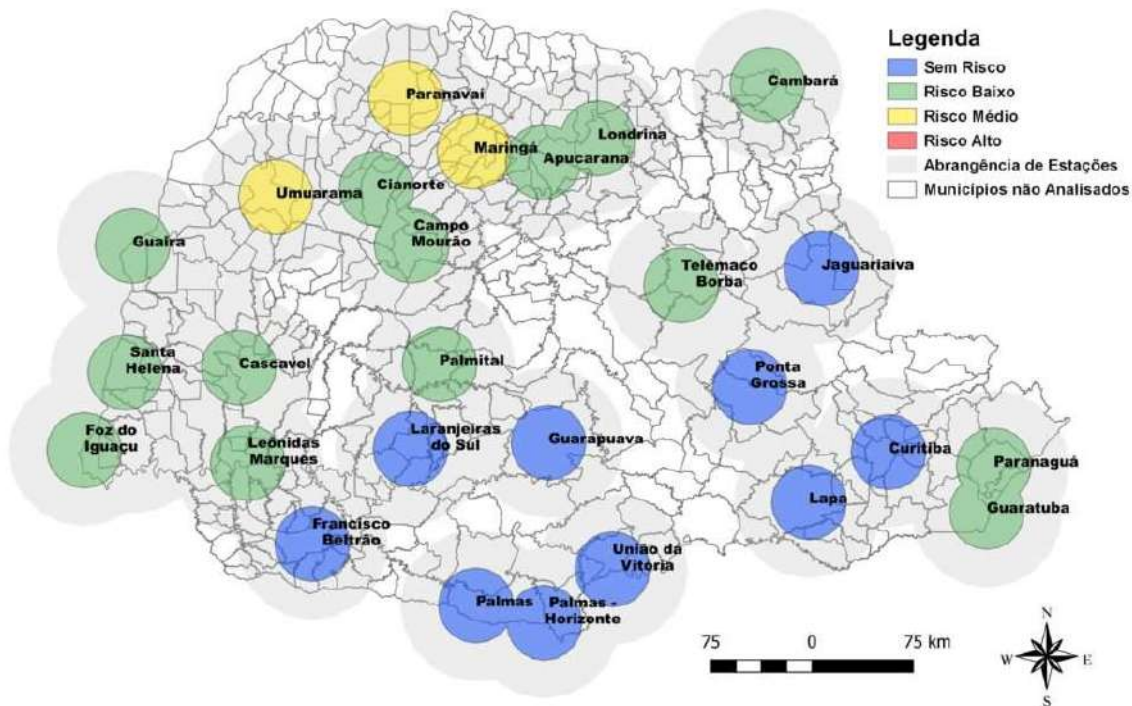 Legenda
Sem Risco
Risco Baixo
Risco Médio
Risco Alto
Abrangência de Estações
Municípios não Analisados
Cambará
Paranavaí
Londrina
Maringá
Apucarana
Cianorte
Umuarama
Campo
Mourão
Guaira
Telêmaco
Borba
Jaguariaiva
Santa
Helena
Cascavel
Palmital
Ponta
Grossa
Foz do
Iguaçu
Leônidas
Marques
Laranjeiras
do Sul
Guarapuava
Curitiba
Paranaguá
Lapa
Guaratuba
Francisco
Beltrão
União da
Vitória
Palmas
Palmas -
Horizonte
75 0 75 km
N
W E
S